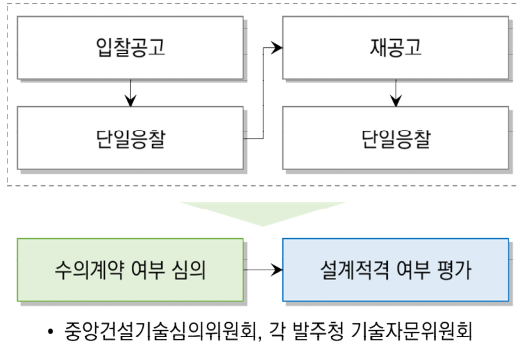 입찰공고
단일응찰
재공고
단일응찰
수의계약 여부 심의
설계적격 여부 평가
• 중앙건설기술심의위원회, 각 발주청 기술자문위원회